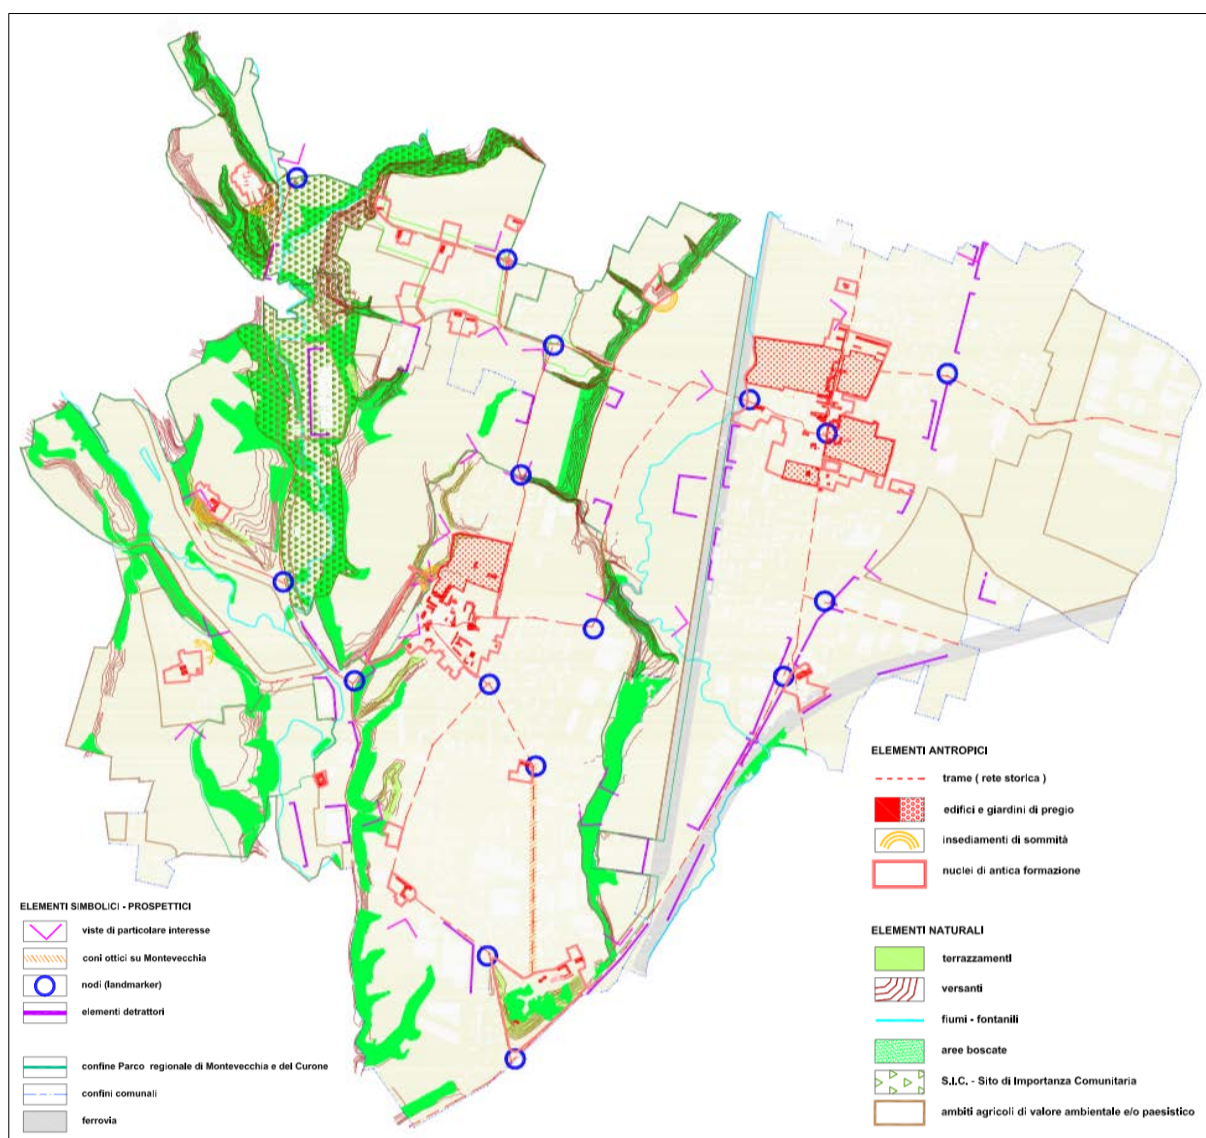 ELEMENTI ANTROPICI
trame ( rete storica )
edifici e giardini di pregio
insediamenti di sommità
nuclei di antica formazione
ELEMENTI SIMBOLICI - PROSPETTICI
viste di particolare interesse
coni ottici su Montevecchia
nodi (landmarker)
elementi detrattori
confine Parco regionale di Montevecchia e del Curone
confini comunali
ferrovia
ELEMENTI NATURALI
terrazzamenti
versanti
fiumi - fontanili
aree boscate
S.I.C. - Sito di Importanza Comunitaria
ambiti agricoli di valore ambientale e/o paesistico